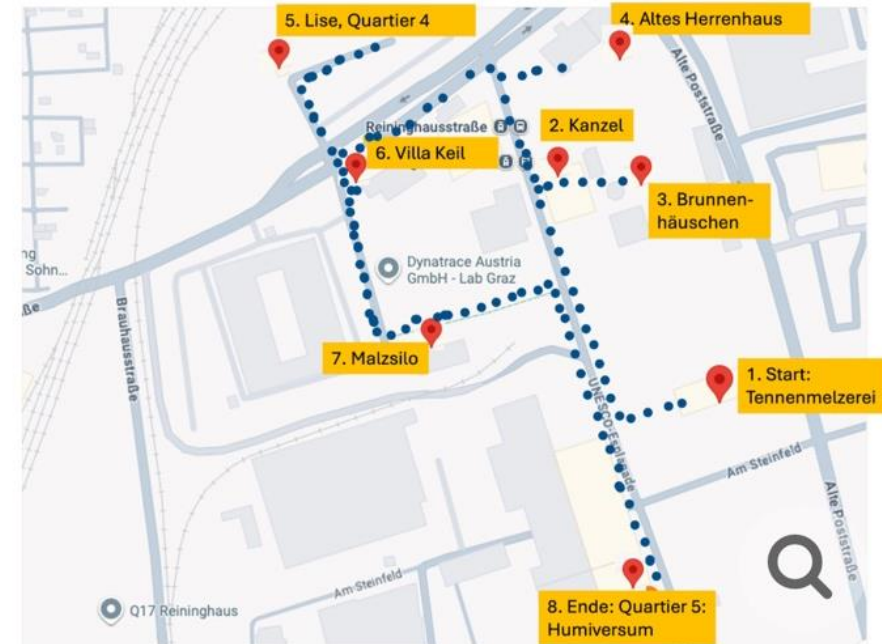 5. Lise, Quartier 4
4. Altes Herrenhaus
Alte Poststraße
Reininghausstraße
2. Kanzel
6. Villa Keil
3. Brunnen-
häuschen
Sohn...
Dynatrace Austria
GmbH - Lab Graz
Brauhausstraße
7. Malzsilo
1. Start:
Tennenmelzerei
UNESCO-Esplanade
Am Steinfeld
Alte Poststraße
Am Steinfeld
Q17 Reininghaus
8. Ende: Quartier 5:
Humiversum